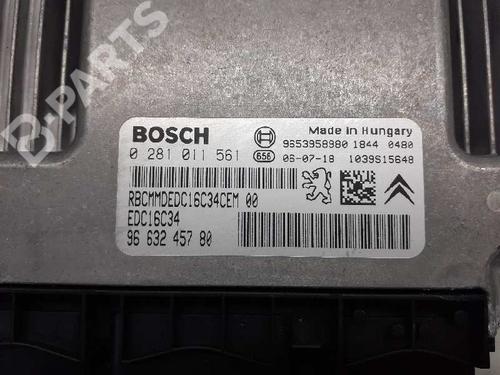 B-PARTS
BOSCH
Made in Hungary
9653958980 1844 0480
0 281 011 561 656 06-07-18 1039S15648
RBCMMDEDC16C34CEM 00
EDC16C34
96 632 457 80